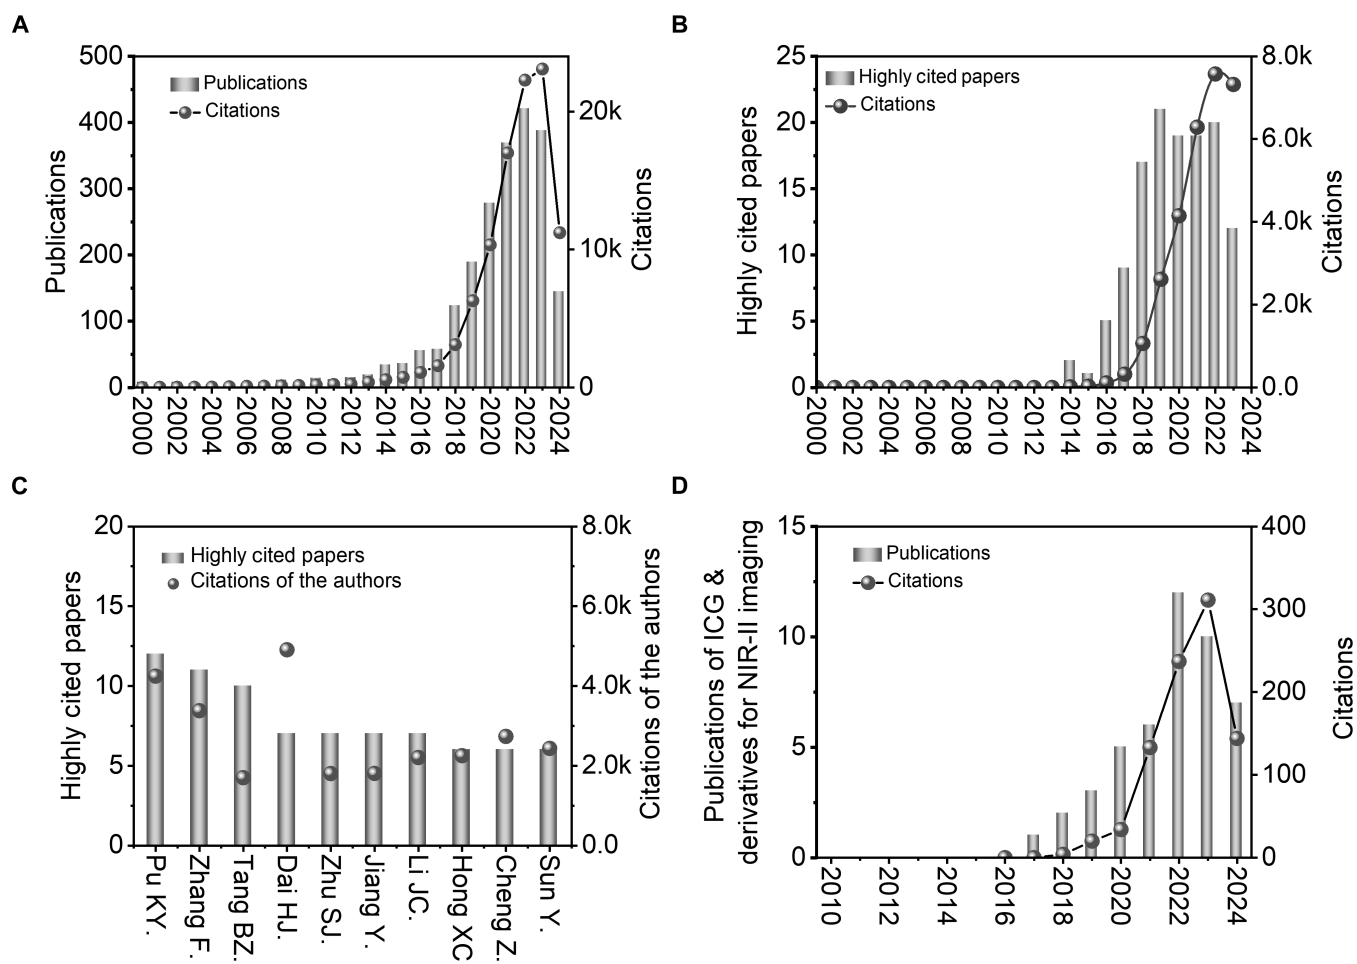 A
Publications
500
400
300
200
100
0
Publications
Citations
20k
10k
0
Citations
2000
2002
2004
2006
2008
2010
2012
2014
2016
2018
2020
2022
2024
B
Highly cited papers
25
20
15
10
5
0
Highly cited papers
Citations
8.0k
6.0k
4.0k
2.0k
0.0
Citations
2000
2002
2004
2006
2008
2010
2012
2014
2016
2018
2020
2022
2024
C
Highly cited papers
20
15
10
5
0
Highly cited papers
Citations of the authors
8.0k
6.0k
4.0k
2.0k
0.0
Citations of the authors
Pu KY.
Zhang F.
Tang BZ.
Dai HJ.
Zhu SJ.
Jiang Y.
Li JC.
Hong XC
Cheng Z.
Sun Y.
D
Publications of ICG &
derivatives for NIR-II imaging
15
10
5
0
Publications
Citations
400
300
200
100
0
Citations
2010
2012
2014
2016
2018
2020
2022
2024